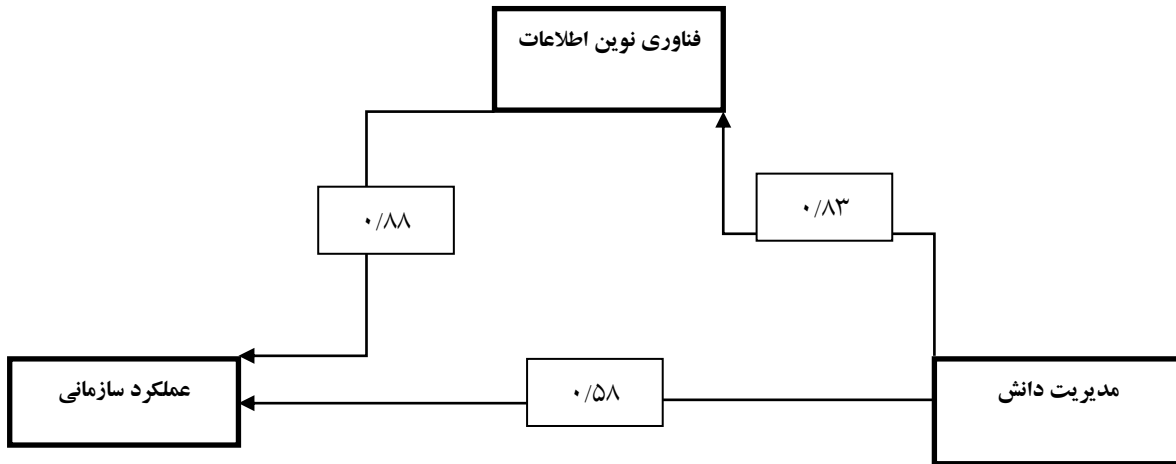 فناوری نوین اطلاعات
۰/۸۳
۰/۸۸
مدیریت دانش
۰/۵۸
عملکرد سازمانی